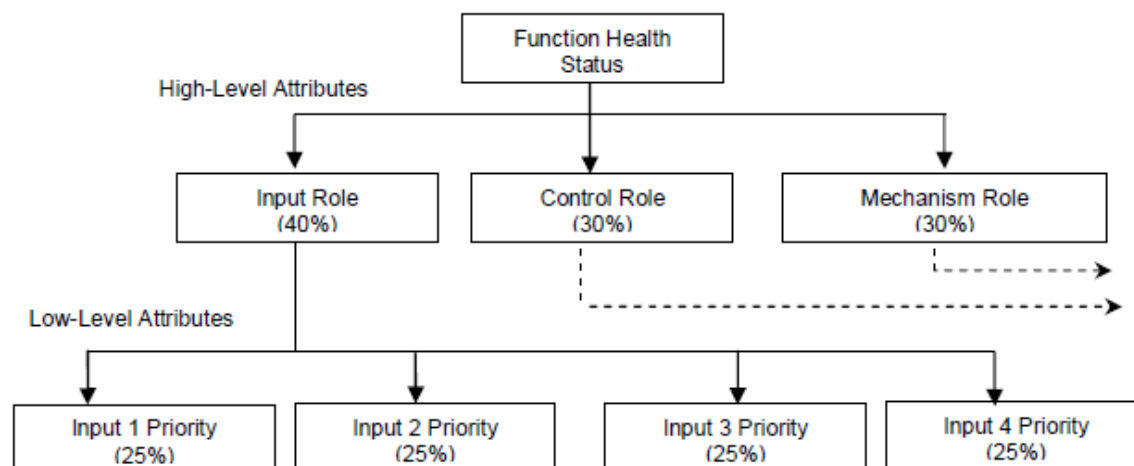 Function Health
Status
High-Level Attributes
Input Role
(40%)
Control Role
(30%)
Mechanism Role
(30%)
Low-Level Attributes
Input 1 Priority
(25%)
Input 2 Priority
(25%)
Input 3 Priority
(25%)
Input 4 Priority
(25%)